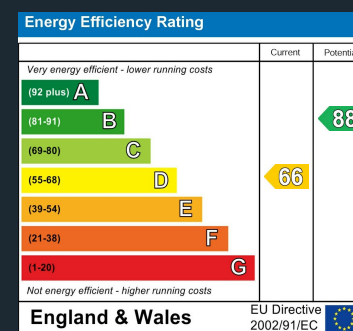 Energy Efficiency Rating
Current
Very energy efficient - lower running costs
(92 plus) A
(81-91) B
88
(69-80) C
(55-68) D
66
(39-54) E
(21-38) F
(1-20) G
Not energy efficient - higher running costs
England & Wales
EU Directive
2002/91/EC